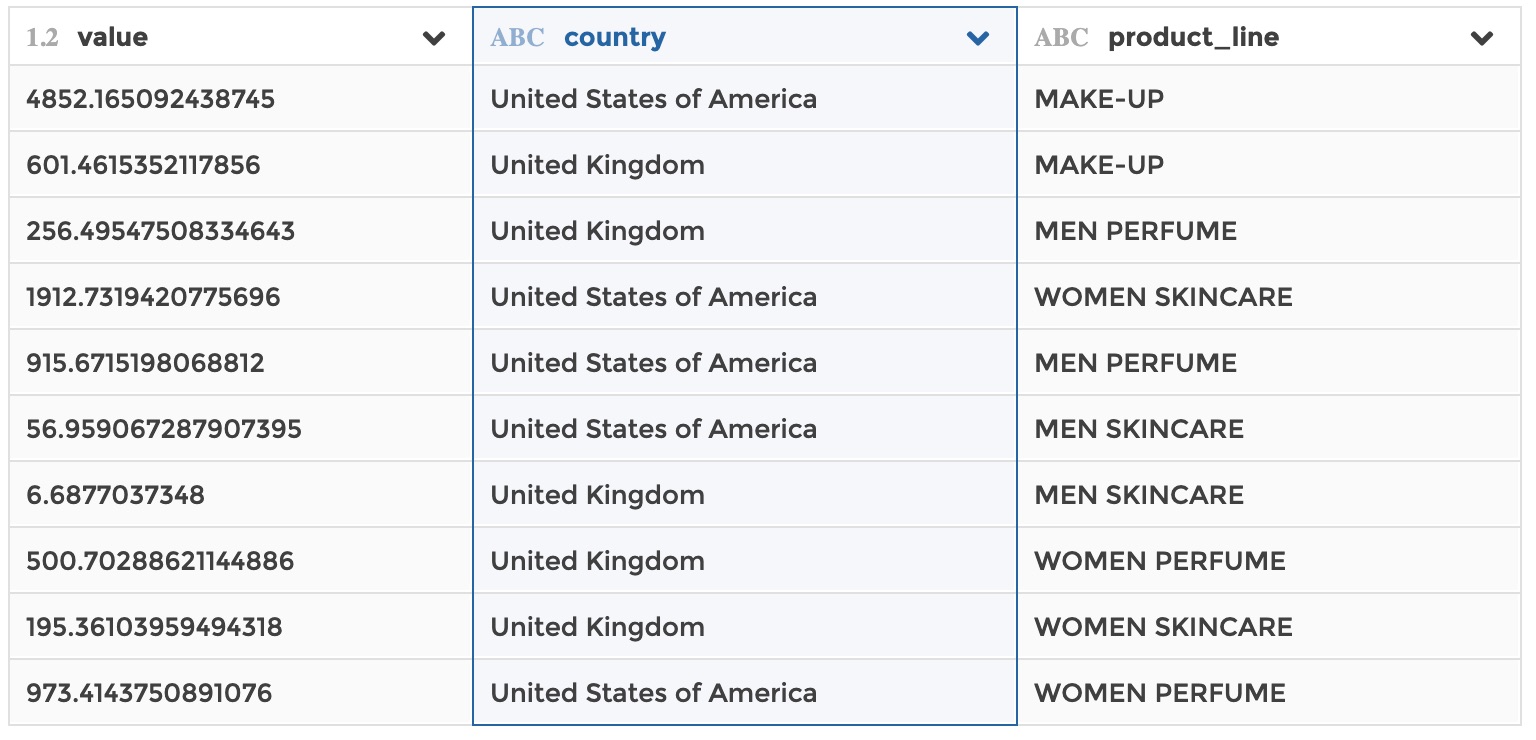 1.2 value ABC country ABC product_line
4852.165092438745 United States of America MAKE-UP
601.4615352117856 United Kingdom MAKE-UP
256.49547508334643 United Kingdom MEN PERFUME
1912.7319420775696 United States of America WOMEN SKINCARE
915.6715198068812 United States of America MEN PERFUME
56.959067287907395 United States of America MEN SKINCARE
6.6877037348 United Kingdom MEN SKINCARE
500.70288621144886 United Kingdom WOMEN PERFUME
195.36103959494318 United Kingdom WOMEN SKINCARE
973.4143750891076 United States of America WOMEN PERFUME